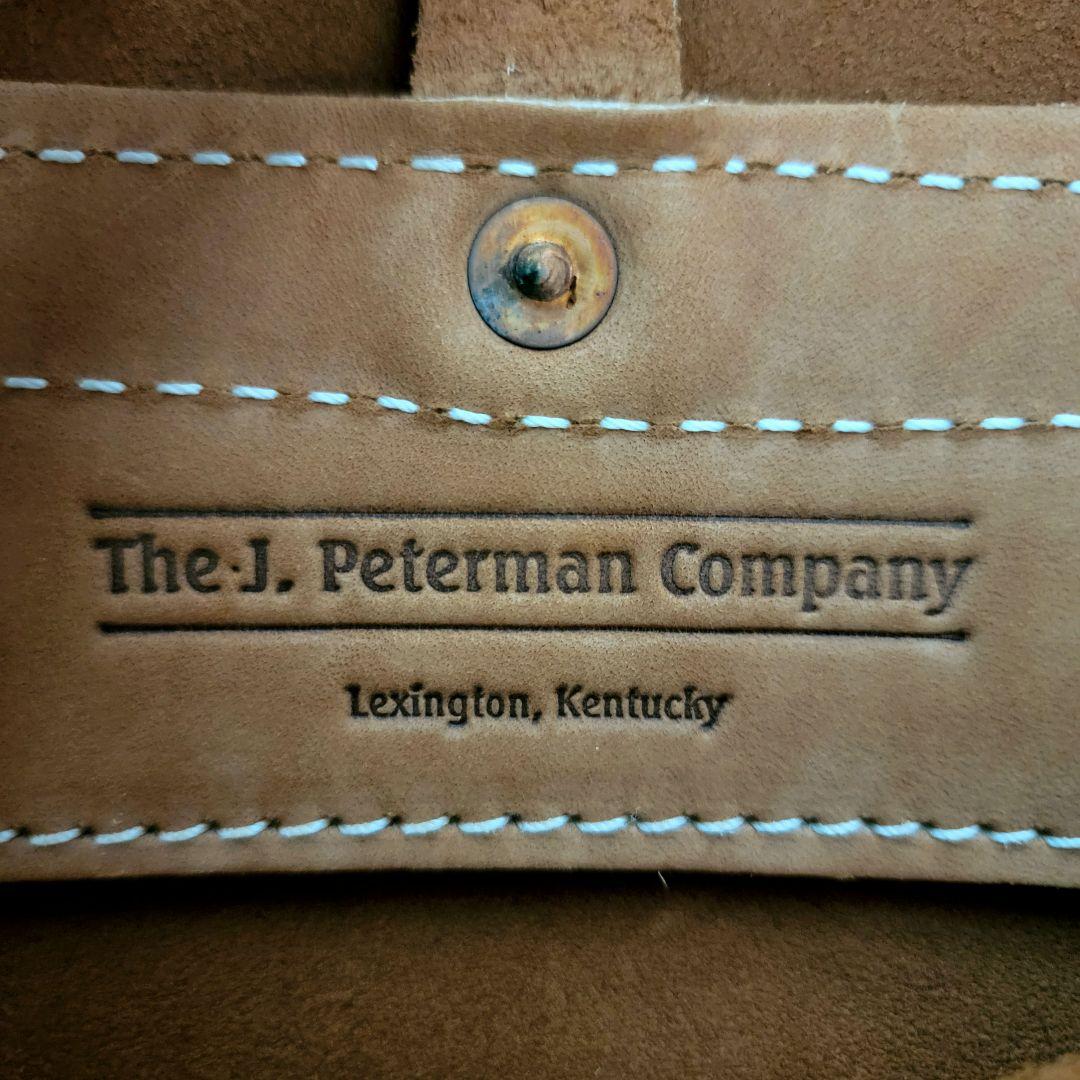 The J. Peterman Company
Lexington, Kentucky